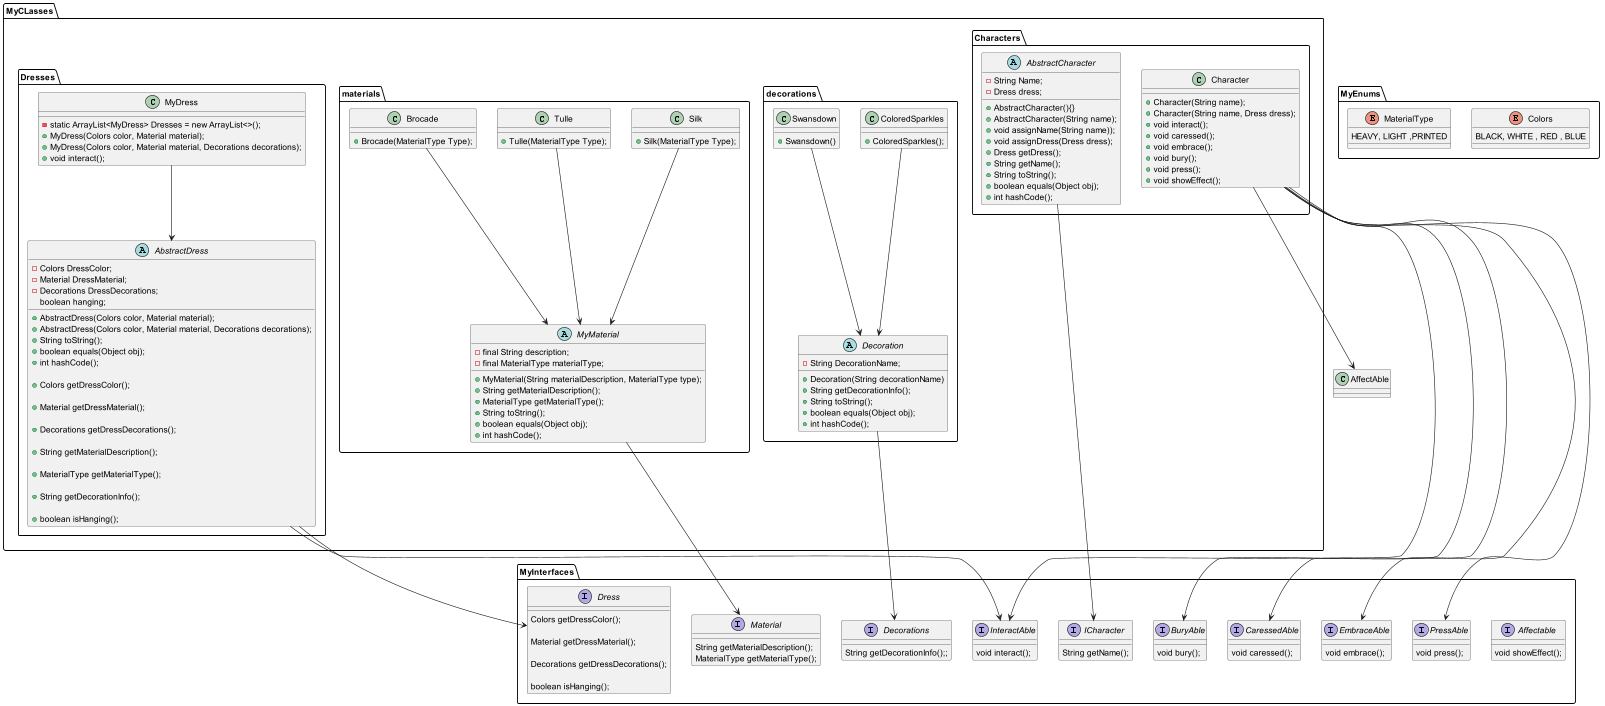 MyCLasses
Dresses
C MyDress
static ArrayList<MyDress> Dresses = new ArrayList<>();
MyDress(Colors color, Material material);
MyDress(Colors color, Material material, Decorations decorations);
void interact();
A AbstractDress
Colors DressColor;
Material DressMaterial;
Decorations DressDecorations;
boolean hanging;
AbstractDress(Colors color, Material material);
AbstractDress(Colors color, Material material, Decorations decorations);
String toString();
boolean equals(Object obj);
int hashCode();
Colors getDressColor();
Material getDressMaterial();
Decorations getDressDecorations();
String getMaterialDescription();
MaterialType getMaterialType();
String getDecorationInfo();
boolean isHanging();
materials
C Brocade
Brocade(MaterialType Type);
C Tulle
Tulle(MaterialType Type);
C Silk
Silk(MaterialType Type);
A MyMaterial
final String description;
final MaterialType materialType;
MyMaterial(String materialDescription, MaterialType type);
String getMaterialDescription();
MaterialType getMaterialType();
String toString();
boolean equals(Object obj);
int hashCode();
decorations
C Swansdown
Swansdown()
C ColoredSparkles
ColoredSparkles();
A Decoration
String DecorationName;
Decoration(String decorationName)
String getDecorationInfo();
String toString();
boolean equals(Object obj);
int hashCode();
Characters
A AbstractCharacter
String Name;
Dress dress;
AbstractCharacter(){}
AbstractCharacter(String name);
void assignName(String name));
void assignDress(Dress dress);
Dress getDress();
String getName();
String toString();
boolean equals(Object obj);
int hashCode();
C Character
Character(String name);
Character(String name, Dress dress);
void interact();
void caressed();
void embrace();
void bury();
void press();
void showEffect();
MyEnums
E MaterialType
HEAVY, LIGHT ,PRINTED
E Colors
BLACK, WHITE , RED , BLUE
C AffectAble
MyInterfaces
I Dress
Colors getDressColor();
Material getDressMaterial();
Decorations getDressDecorations();
boolean isHanging();
I Material
String getMaterialDescription();
MaterialType getMaterialType();
I Decorations
String getDecorationInfo();;
I InteractAble
void interact();
I ICharacter
String getName();
I BuryAble
void bury();
I CaressedAble
void caressed();
I EmbraceAble
void embrace();
I PressAble
void press();
I Affectable
void showEffect();